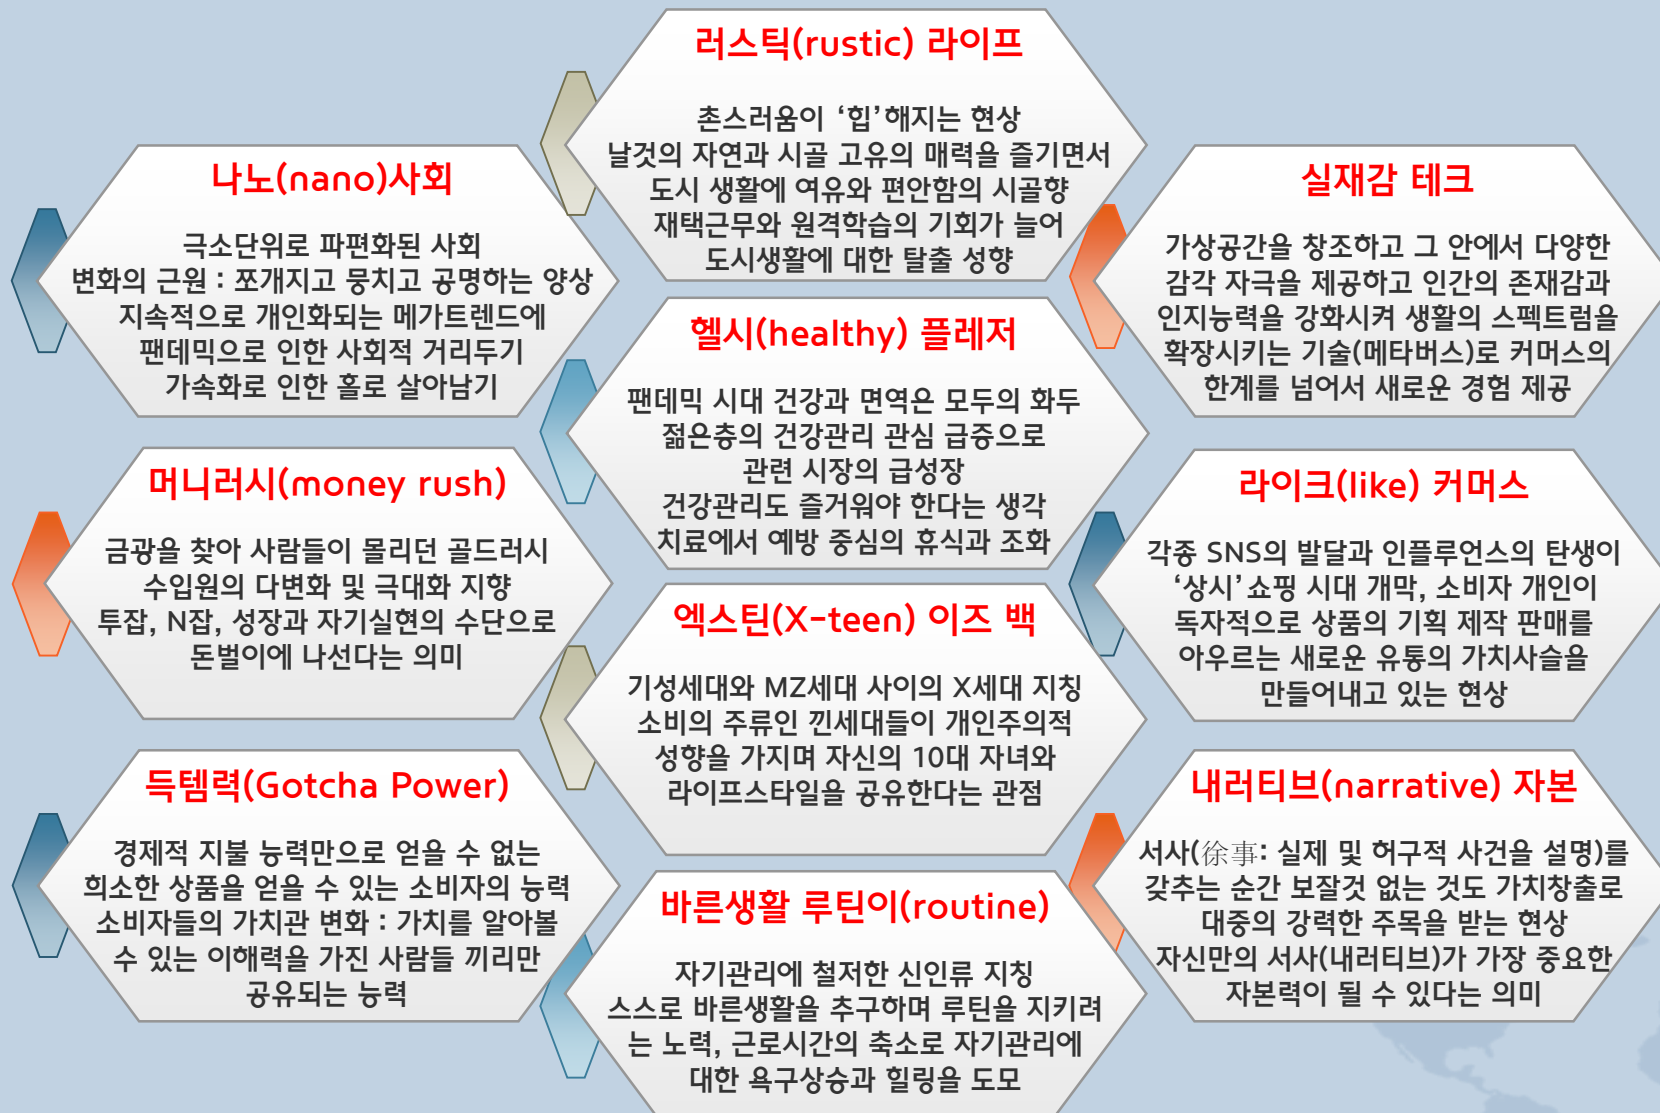 나노(nano)사회
극소단위로 파편화된 사회
변화의 근원 : 쪼개지고 뭉치고 공명하는 양상
지속적으로 개인화되는 메가트렌드에
팬데믹으로 인한 사회적 거리두기
가속화로 인한 홀로 살아남기
머니러시(money rush)
금광을 찾아 사람들이 몰리던 골드러시
수입원의 다변화 및 극대화 지향
투잡, N잡, 성장과 자기실현의 수단으로
돈벌이에 나선다는 의미
득템력(Gotcha Power)
경제적 지불 능력만으로 얻을 수 없는
희소한 상품을 얻을 수 있는 소비자의 능력
소비자들의 가치관 변화 : 가치를 알아볼
수 있는 이해력을 가진 사람들 끼리만
공유되는 능력
러스틱(rustic) 라이프
촌스러움이 ‘힙’해지는 현상
날것의 자연과 시골 고유의 매력을 즐기면서
도시 생활에 여유와 편안함의 시골향
재택근무와 원격학습의 기회가 늘어
도시생활에 대한 탈출 성향
헬시(healthy) 플레저
팬데믹 시대 건강과 면역은 모두의 화두
젊은층의 건강관리 관심 급증으로
관련 시장의 급성장
건강관리도 즐거워야 한다는 생각
치료에서 예방 중심의 휴식과 조화
엑스틴(X-teen) 이즈 백
기성세대와 MZ세대 사이의 X세대 지칭
소비의 주류인 낀세대들이 개인주의적
성향을 가지며 자신의 10대 자녀와
라이프스타일을 공유한다는 관점
바른생활 루틴이(routine)
자기관리에 철저한 신인류 지칭
스스로 바른생활을 추구하며 루틴을 지키려
는 노력, 근로시간의 축소로 자기관리에
대한 욕구상승과 힐링을 도모
실재감 테크
가상공간을 창조하고 그 안에서 다양한
감각 자극을 제공하고 인간의 존재감과
인지능력을 강화시켜 생활의 스펙트럼을
확장시키는 기술(메타버스)로 커머스의
한계를 넘어서 새로운 경험 제공
라이크(like) 커머스
각종 SNS의 발달과 인플루언스의 탄생이
‘상시’쇼핑 시대 개막, 소비자 개인이
독자적으로 상품의 기획 제작 판매를
아우르는 새로운 유통의 가치사슬을
만들어내고 있는 현상
내러티브(narrative) 자본
서사(徐事: 실제 및 허구적 사건을 설명)를
갖추는 순간 보잘것 없는 것도 가치창출로
대중의 강력한 주목을 받는 현상
자신만의 서사(내러티브)가 가장 중요한
자본력이 될 수 있다는 의미